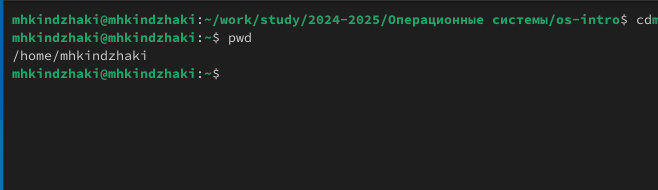 mhkindzhaki@mhkindzhaki:~/work/study/2024-2025/Операционные системы/os-intro$ cd
mhkindzhaki@mhkindzhaki:~$ pwd
/home/mhkindzhaki
mhkindzhaki@mhkindzhaki:~$